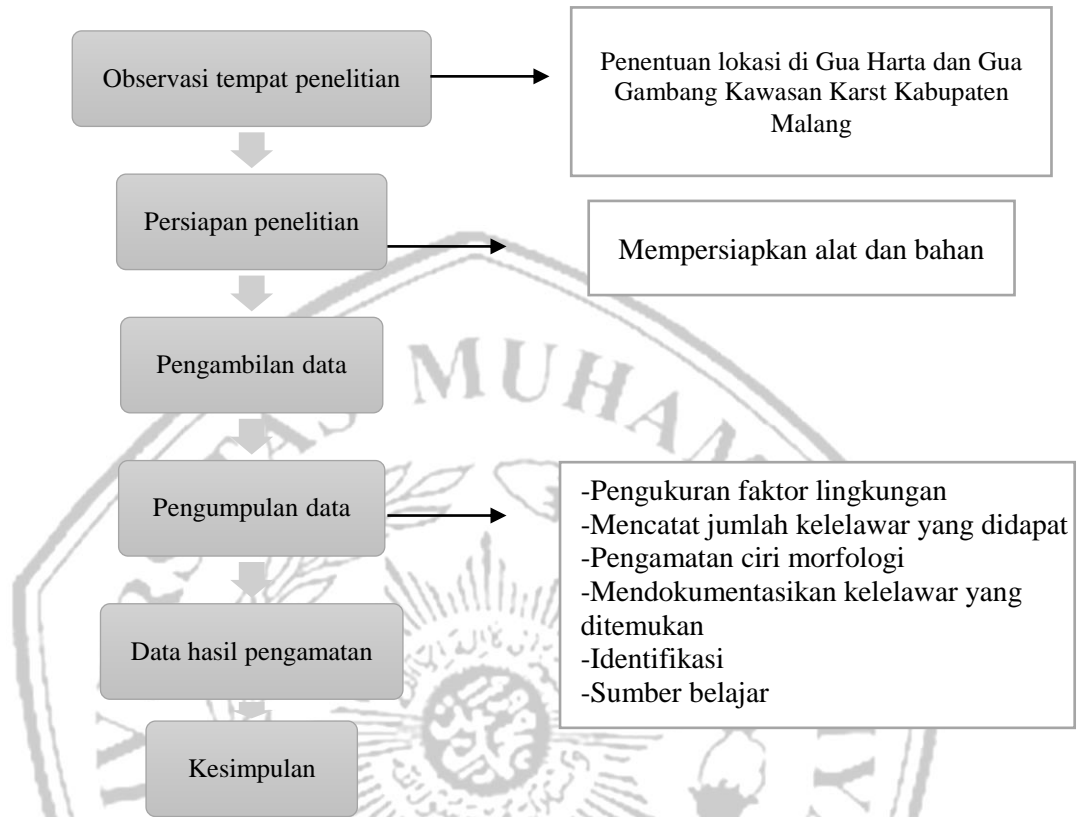 Observasi tempat penelitian
Penentuan lokasi di Gua Harta dan Gua
Gambang Kawasan Karst Kabupaten
Malang
Persiapan penelitian
Mempersiapkan alat dan bahan
Pengambilan data
MUHAM
Pengumpulan data
-Pengukuran faktor lingkungan
-Mencatat jumlah kelelawar yang didapat
-Pengamatan ciri morfologi
-Mendokumentasikan kelelawar yang
ditemukan
-Identifikasi
-Sumber belajar
Data hasil pengamatan
Kesimpulan